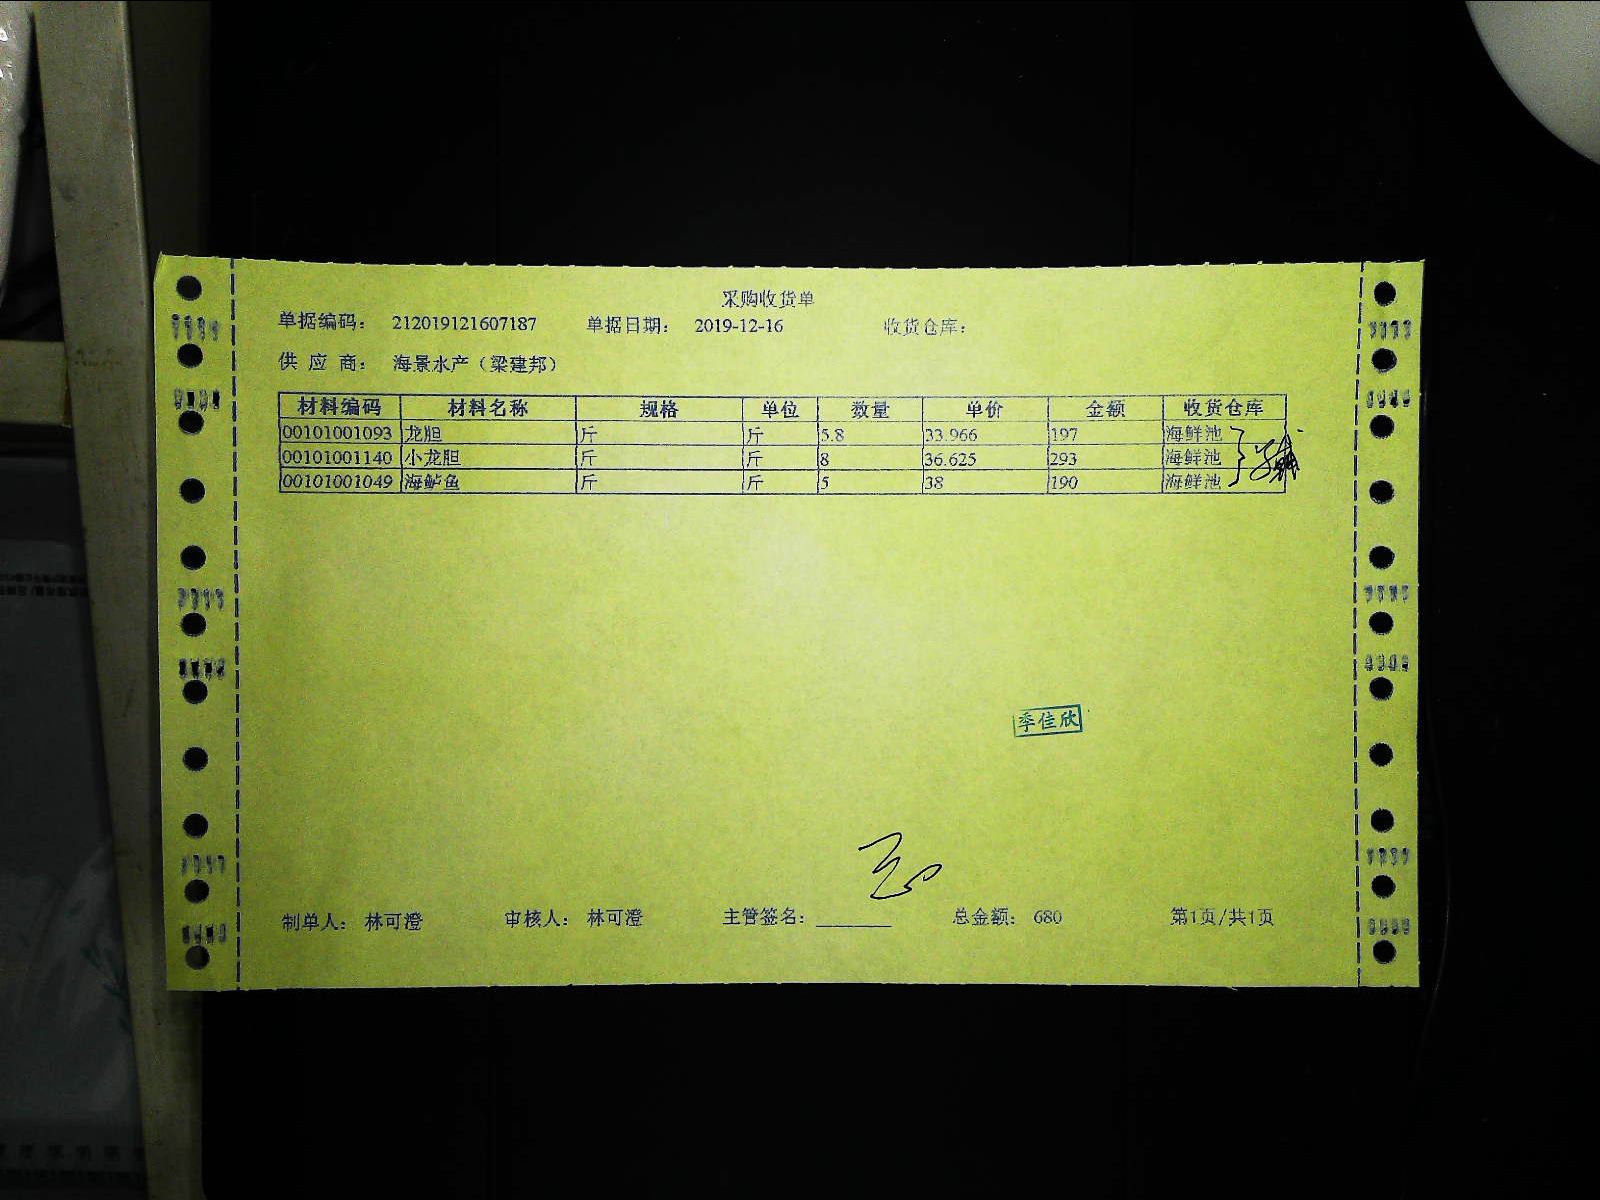 采购收货单
单据编码： 212019121607187 单据日期： 2019-12-16 收货仓库：
供 应 商： 海景水产（梁建邦）
材料编码 材料名称 规格 单位 数量 单价 金额 收货仓库
00101001093 龙胆 斤 斤 5.8 33.966 197 海鲜池
00101001140 小龙胆 斤 斤 8 36.625 293 海鲜池
00101001049 海鲈鱼 斤 斤 5 38 190 海鲜池
季佳欣
制单人： 林可澄 审核人： 林可澄 主管签名： 总金额： 680 第1页/共1页